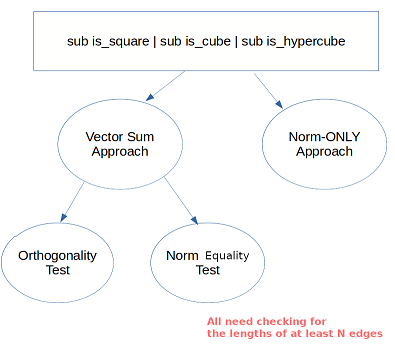 sub is_square | sub is_cube | sub is_hypercube
Vector Sum
Approach
Norm-ONLY
Approach
Orthogonality
Test
Norm Equality
Test
All need checking for
the lengths of at least N edges